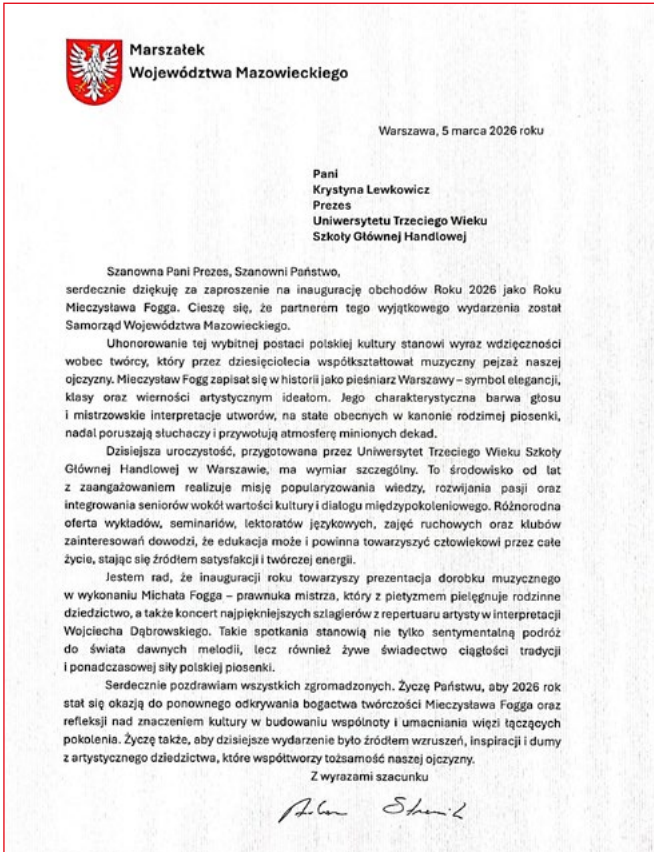 Marszałek
Województwa Mazowieckiego
Warszawa, 5 marca 2026 roku
Pani
Krystyna Lewkowicz
Prezes
Uniwersytetu Trzeciego Wieku
Szkoły Głównej Handlowej
Szanowna Pani Prezes, Szanowni Państwo,
serdecznie dziękuję za zaproszenie na inaugurację obchodów Roku 2026 jako Roku
Mieczysława Fogga. Cieszę się, że partnerem tego wyjątkowego wydarzenia został
Samorząd Województwa Mazowieckiego.
Uhonorowanie tej wybitnej postaci polskiej kultury stanowi wyraz wdzięczności
wobec twórcy, który przez dziesięciolecia współkształtował muzyczny pejzaż naszej
ojczyzny. Mieczysław Fogg zapisał się w historii jako pieśniarz Warszawy – symbol elegancji,
klasy oraz wierności artystycznym ideałom. Jego charakterystyczna barwa głosu
i mistrzowskie interpretacje utworów, na stałe obecnych w kanonie rodzimej piosenki,
nadal poruszają słuchaczy i przywołują atmosferę minionych dekad.
Dzisiejsza uroczystość, przygotowana przez Uniwersytet Trzeciego Wieku Szkoły
Głównej Handlowej w Warszawie, ma wymiar szczególny. To środowisko od lat
z zaangażowaniem realizuje misję popularyzowania wiedzy, rozwijania pasji oraz
integrowania seniorów wokół wartości kultury i dialogu międzypokoleniowego. Różnorodna
oferta wykładów, seminariów, lektoratów językowych, zajęć ruchowych oraz klubów
zainteresowań dowodzi, że edukacja może i powinna towarzyszyć człowiekowi przez całe
życie, stając się źródłem satysfakcji i twórczej energii.
Jestem rad, że inauguracji roku towarzyszy prezentacja dorobku muzycznego
w wykonaniu Michała Fogga – prawnuka mistrza, który z pietyzmem pielęgnuje rodzinne
dziedzictwo, a także koncert najpiękniejszych szlagierów z repertuaru artysty w interpretacji
Wojciecha Dąbrowskiego. Takie spotkania stanowią nie tylko sentymentalną podróż
do świata dawnych melodii, lecz również żywe świadectwo ciągłości tradycji
i ponadczasowej siły polskiej piosenki.
Serdecznie pozdrawiam wszystkich zgromadzonych. Życzę Państwu, aby 2026 rok
stał się okazją do ponownego odkrywania bogactwa twórczości Mieczysława Fogga oraz
refleksji nad znaczeniem kultury w budowaniu wspólnoty i umacniania więzi łączących
pokolenia. Życzę także, aby dzisiejsze wydarzenie było źródłem wzruszeń, inspiracji i dumy
z artystycznego dziedzictwa, które współtworzy tożsamość naszej ojczyzny.
Z wyrazami szacunku